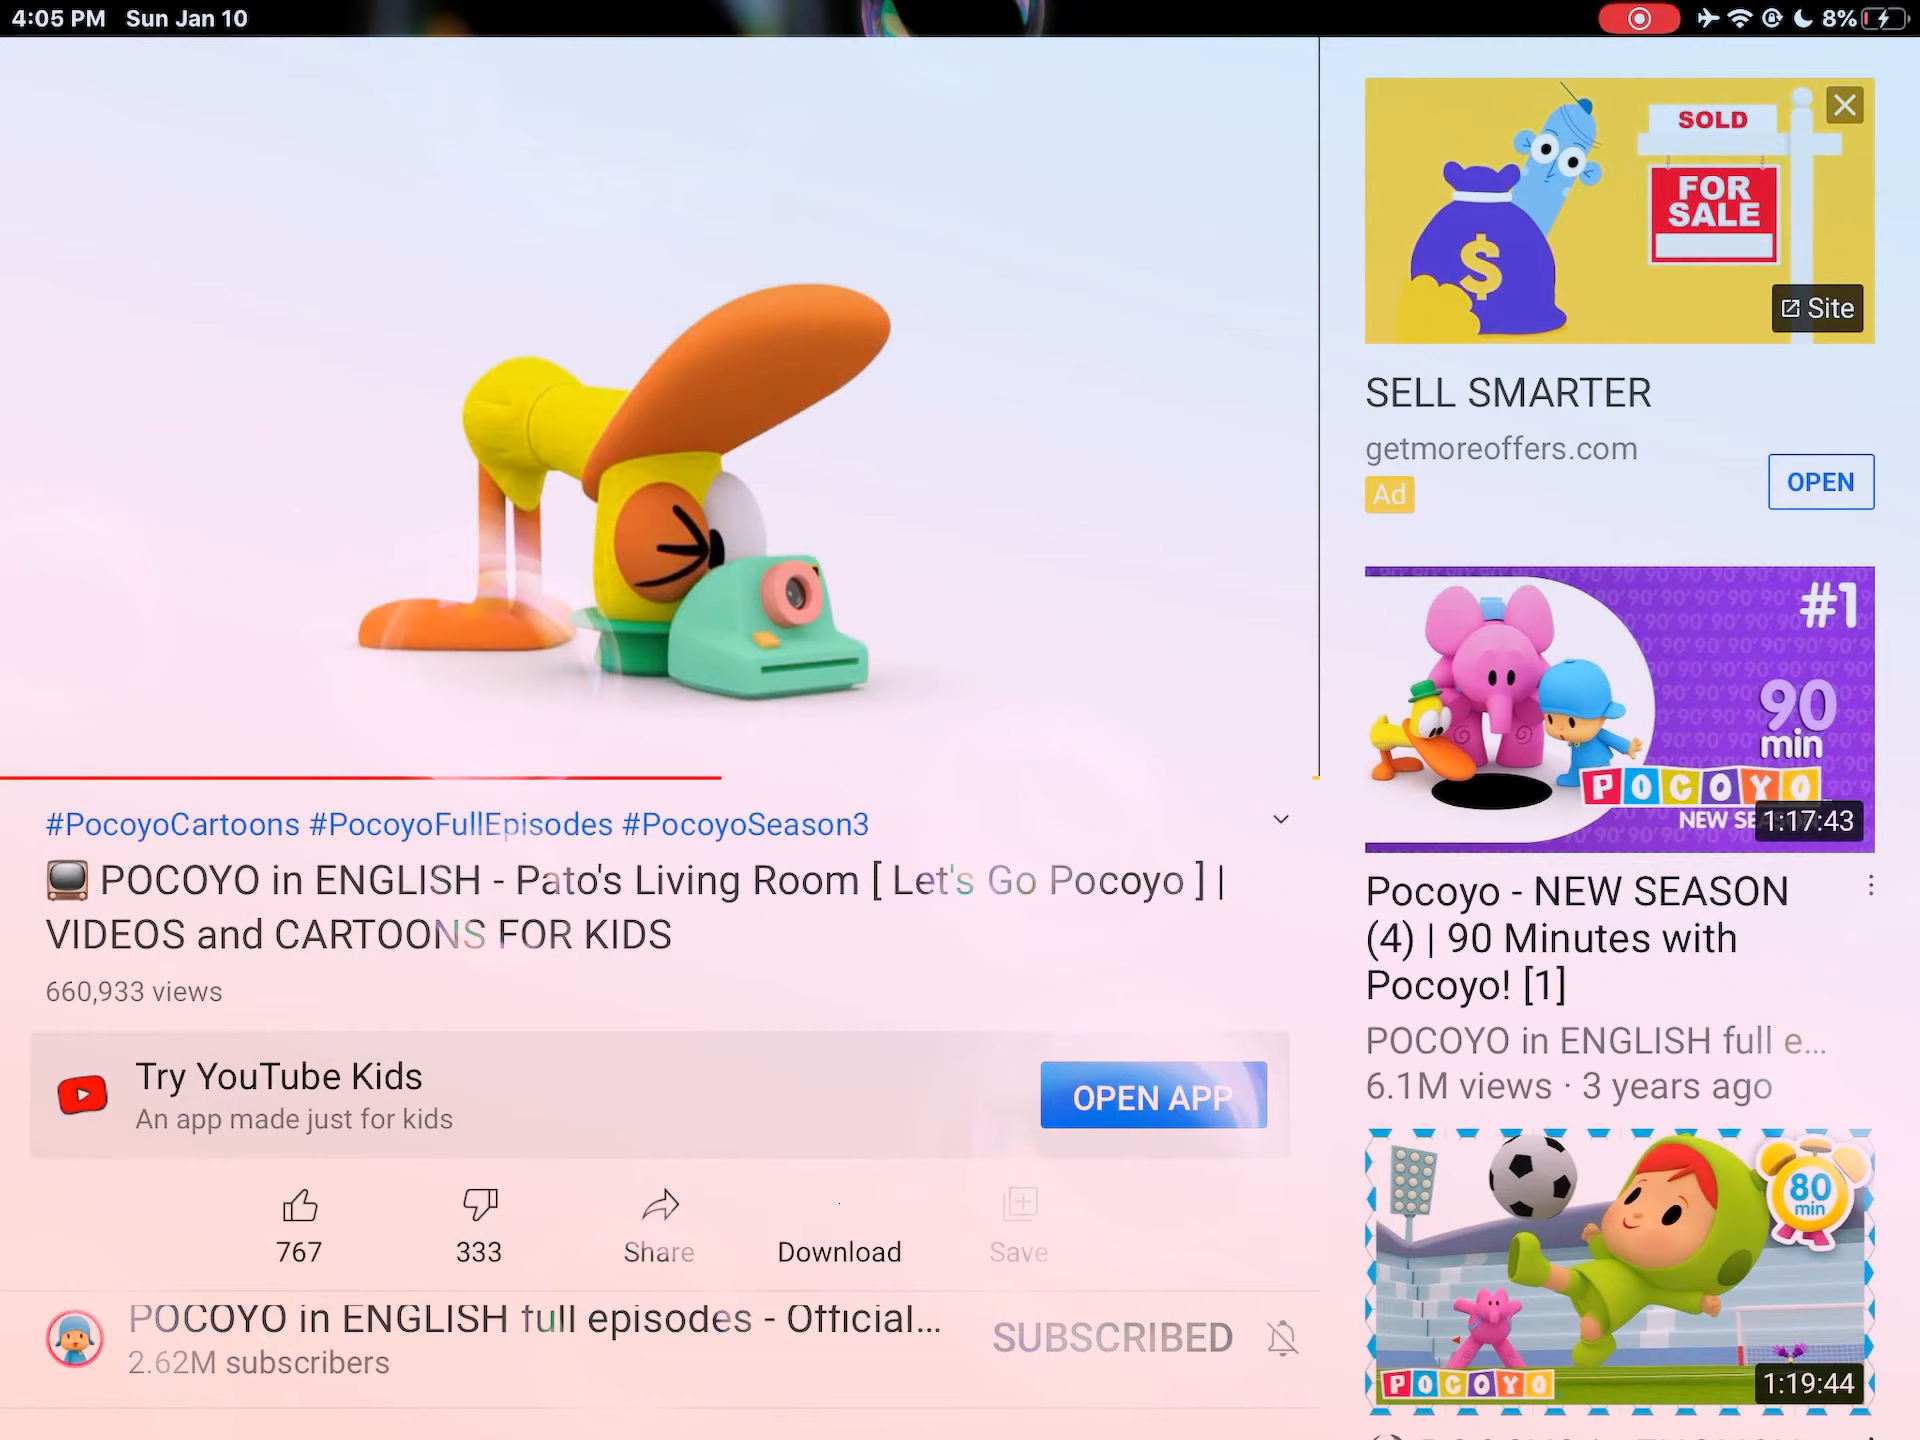 4:05 PM Sun Jan 10
8%
SOLD
FOR
SALE
$
Site
SELL SMARTER
getmoreoffers.com
Ad
OPEN
#1
90
min
POCOYO
NEW SE
1:17:43
Pocoyo - NEW SEASON
(4) | 90 Minutes with
Pocoyo! [1]
POCOYO in ENGLISH full e...
6.1M views · 3 years ago
80
min
POCOYO
1:19:44
#PocoyoCartoons #PocoyoFullEpisodes #PocoyoSeason3
POCOYO in ENGLISH - Pato's Living Room [ Let's Go Pocoyo ] |
VIDEOS and CARTOONS FOR KIDS
660,933 views
Try YouTube Kids
An app made just for kids
OPEN APP
767
333
Share
Download
Save
POCOYO in ENGLISH full episodes - Official...
2.62M subscribers
SUBSCRIBED